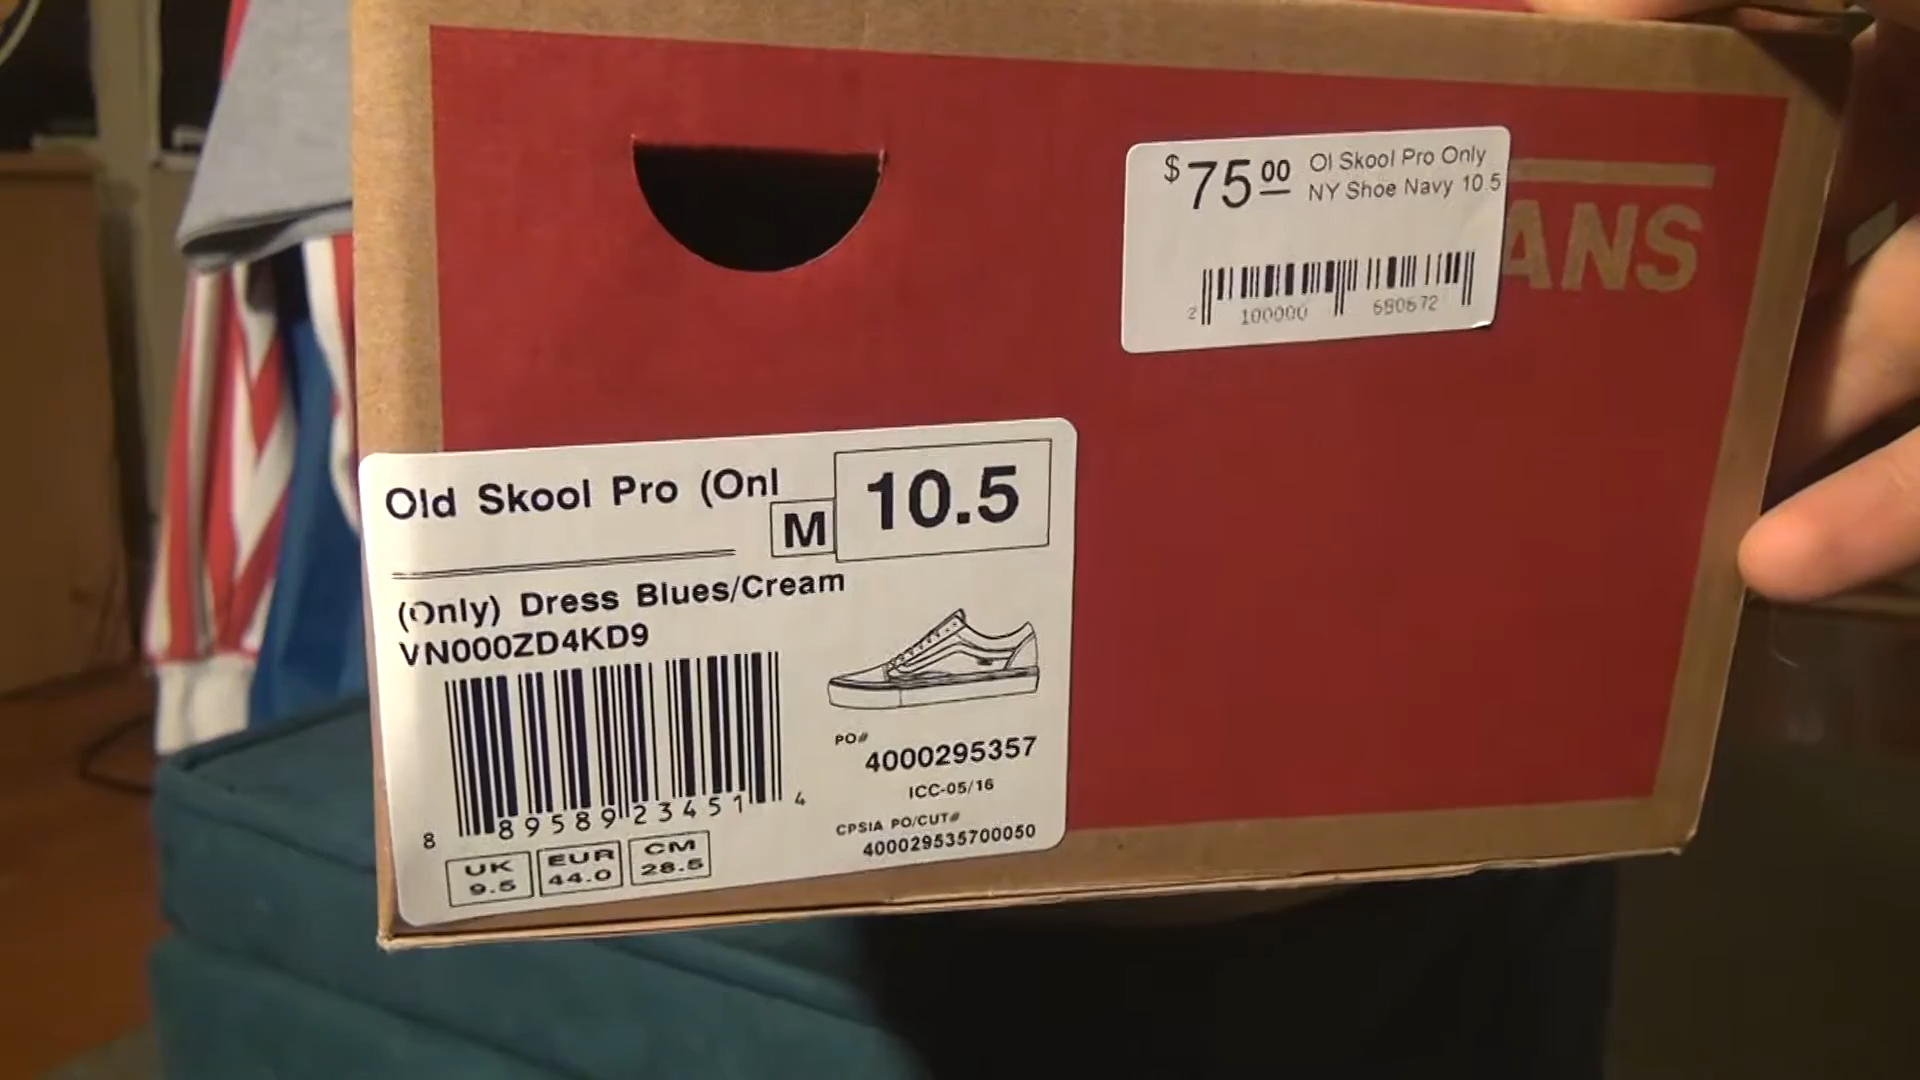 $75.00 Ol Skool Pro Only
NY Shoe Navy 10.5
2 100000 680672
ANS
Old Skool Pro (Onl
M 10.5
(Only) Dress Blues/Cream
VN000ZD4KD9
8 89589 23451 4
PO#
4000295357
ICC-05/16
CPSIA PO/CUT#
400029535700050
UK
9.5
EUR
44.0
CM
28.5